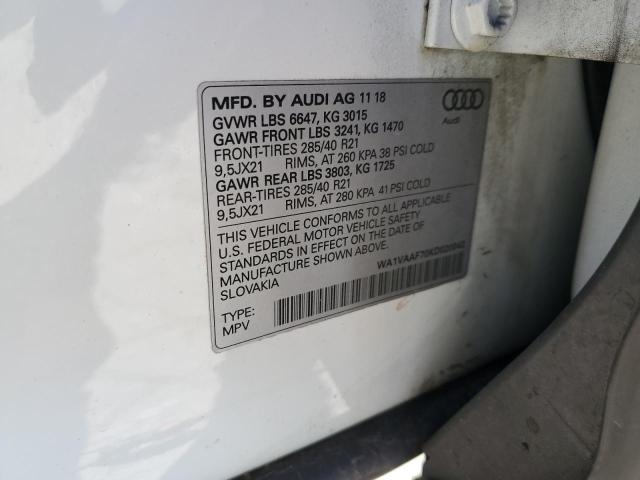 MFD. BY AUDI AG 11 18
GVWR LBS 6647, KG 3015
GAWR FRONT LBS 3241, KG 1470
FRONT-TIRES 285/40 R21
9,5JX21 RIMS, AT 260 KPA 38 PSI COLD
GAWR REAR LBS 3803, KG 1725
REAR-TIRES 285/40 R21
9,5JX21 RIMS, AT 280 KPA 41 PSI COLD
Audi
THIS VEHICLE CONFORMS TO ALL APPLICABLE
U.S. FEDERAL MOTOR VEHICLE SAFETY
STANDARDS IN EFFECT ON THE DATE OF
MANUFACTURE SHOWN ABOVE.
SLOVAKIA
WA1VAAF70KD020042
TYPE:
MPV